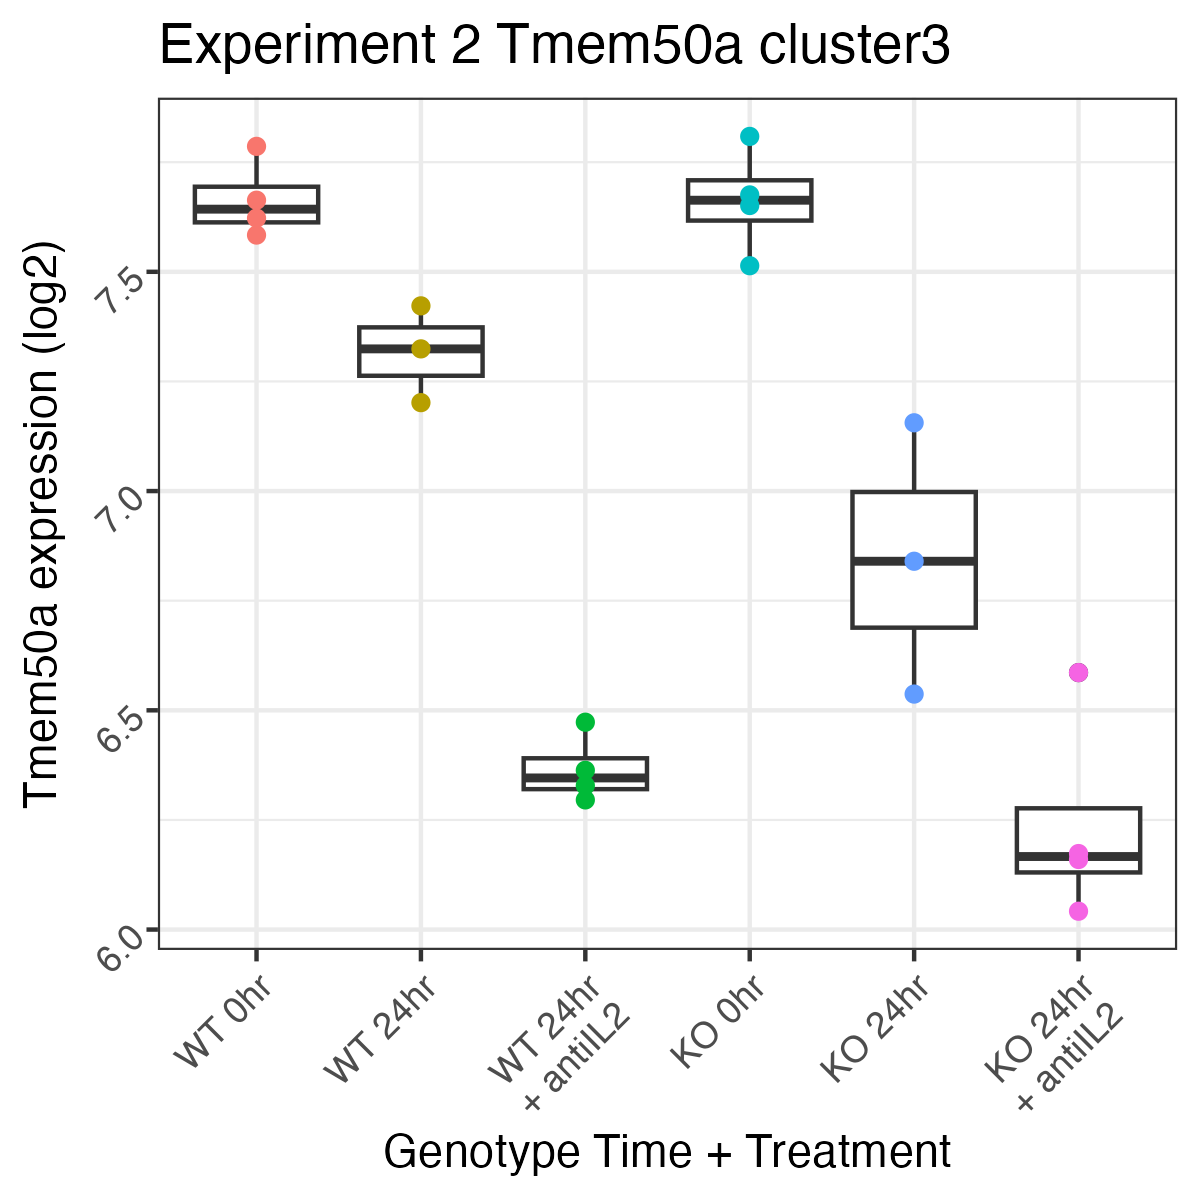 Experiment 2 Tmem50a cluster3
Tmem50a expression (log2)
7.5
7.0
6.5
6.0
WT 0hr
WT 24hr
WT 24hr
+ antiIL2
KO 0hr
KO 24hr
KO 24hr
+ antiIL2
Genotype Time + Treatment